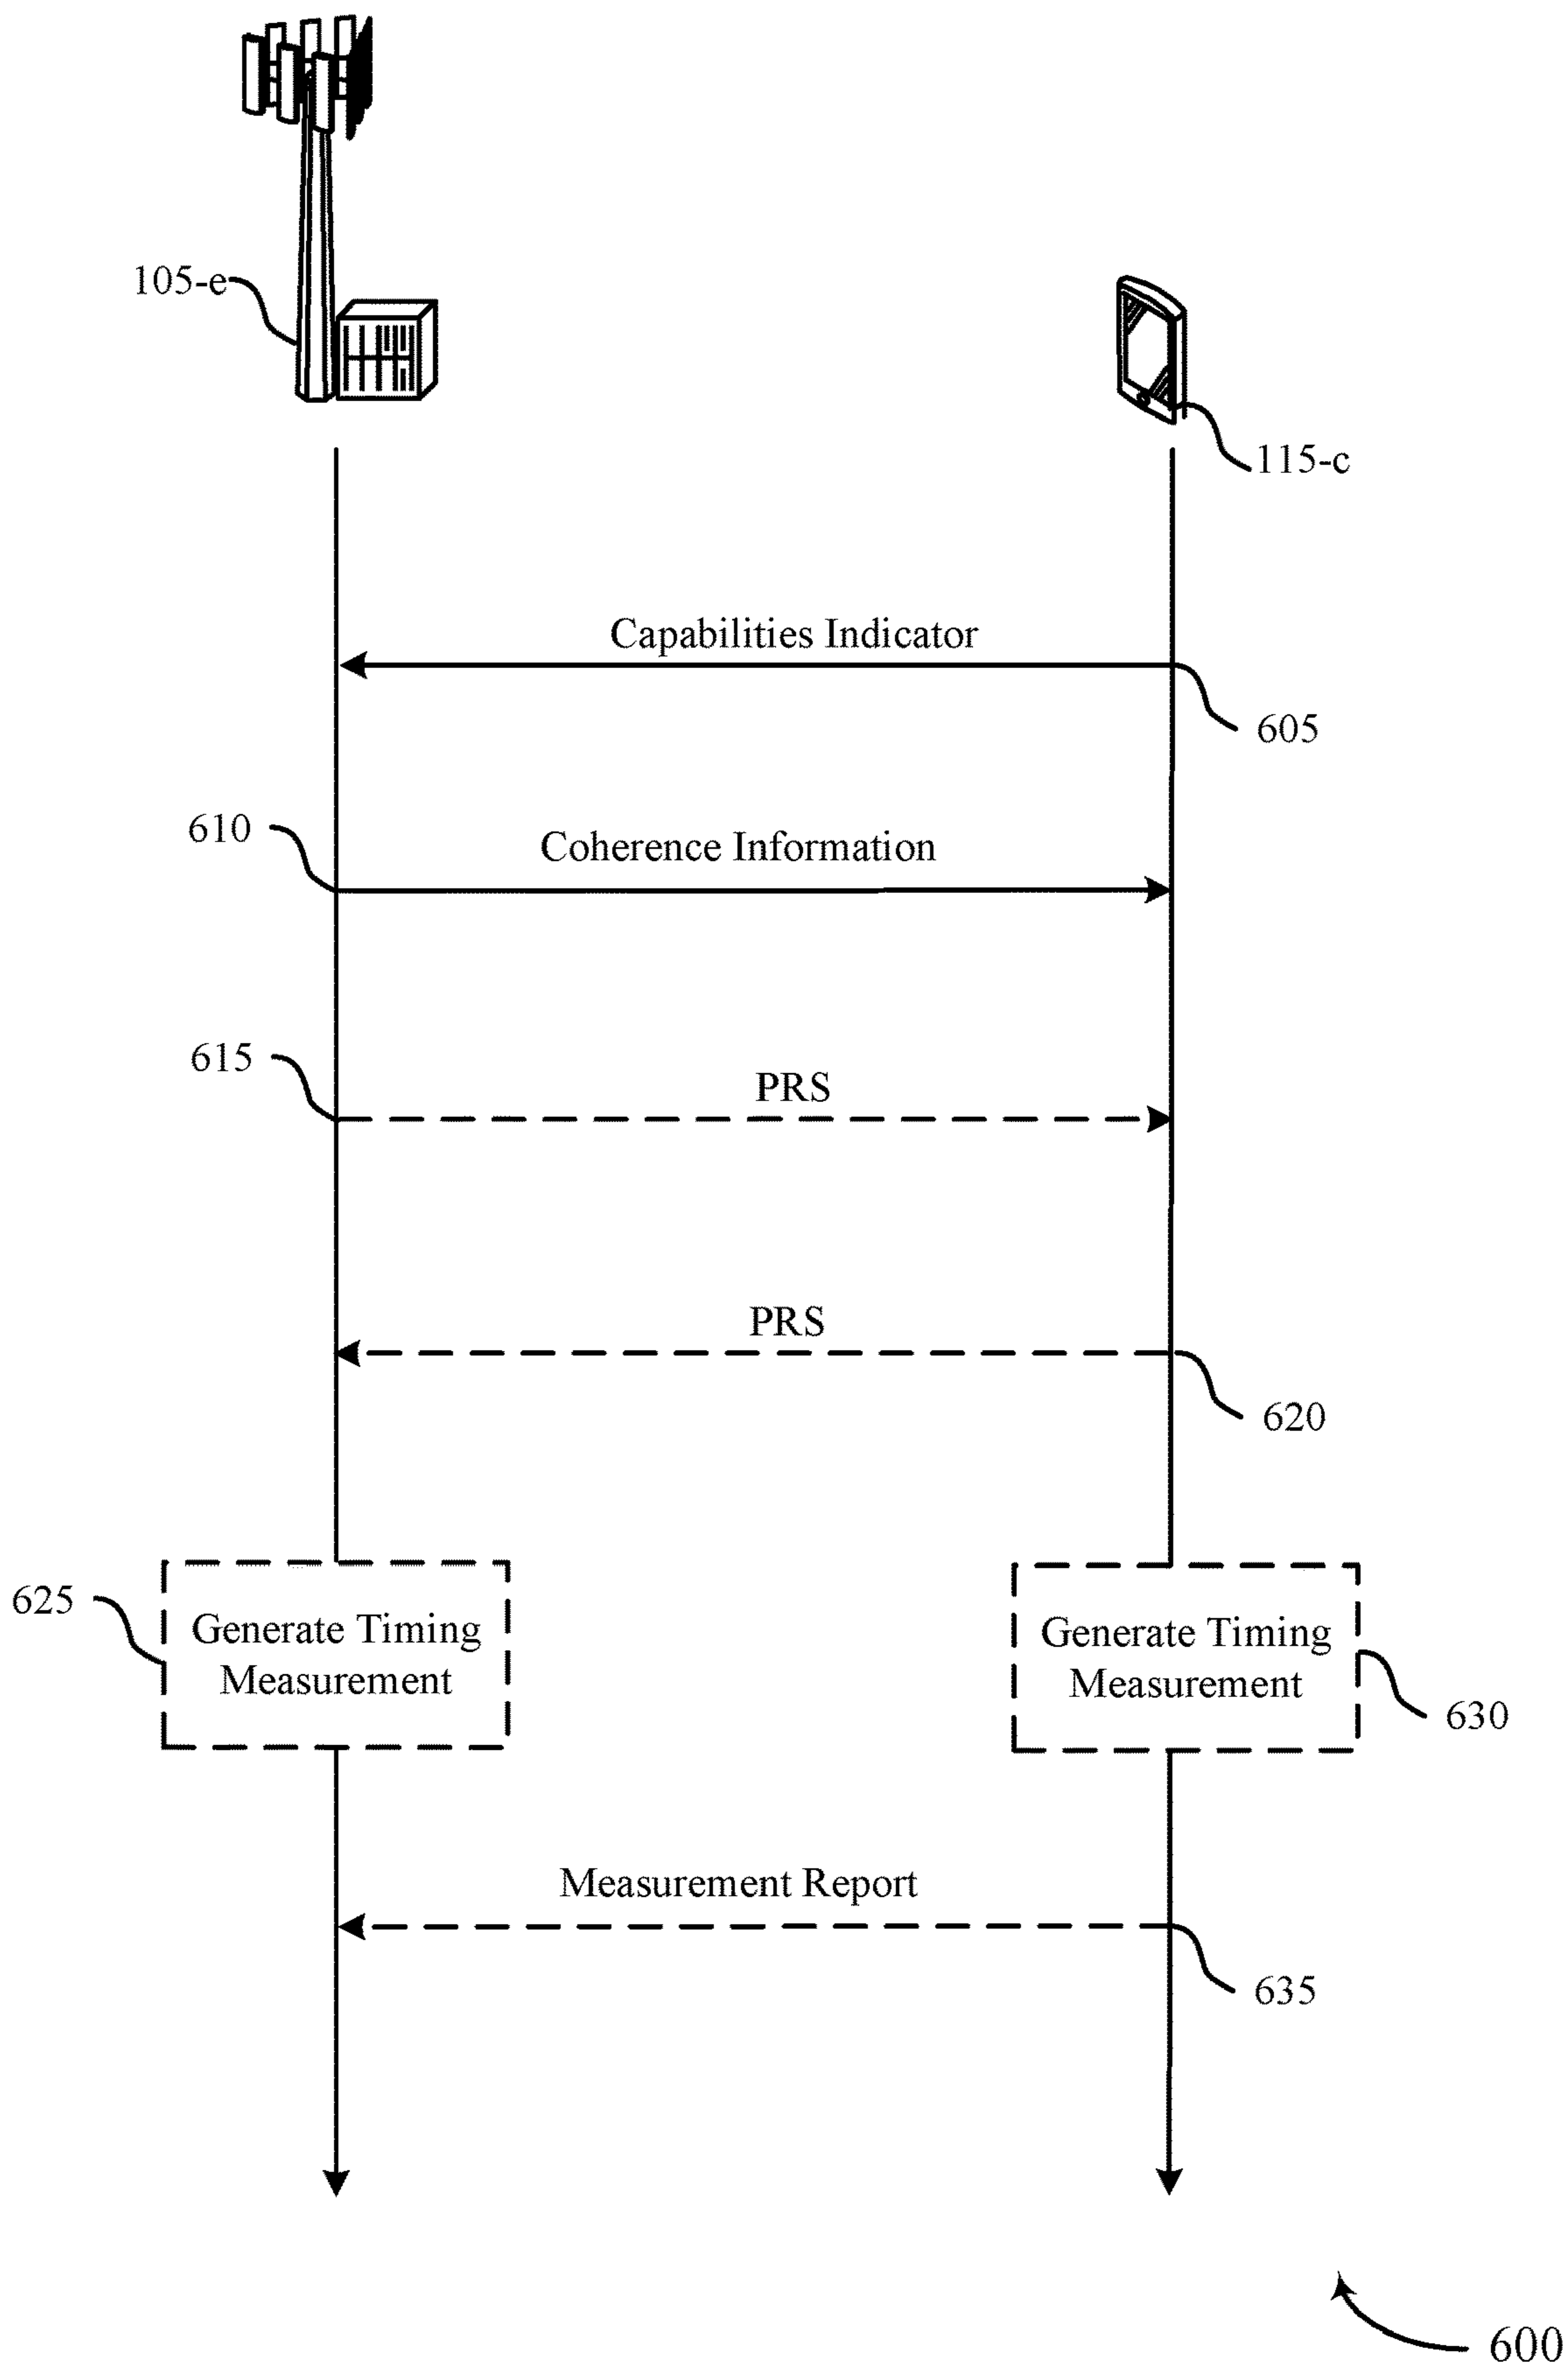 105-e
115-c
Capabilities Indicator
605
610
Coherence Information
615
PRS
PRS
620
625
Generate Timing
Measurement
Generate Timing
Measurement
630
Measurement Report
635
600